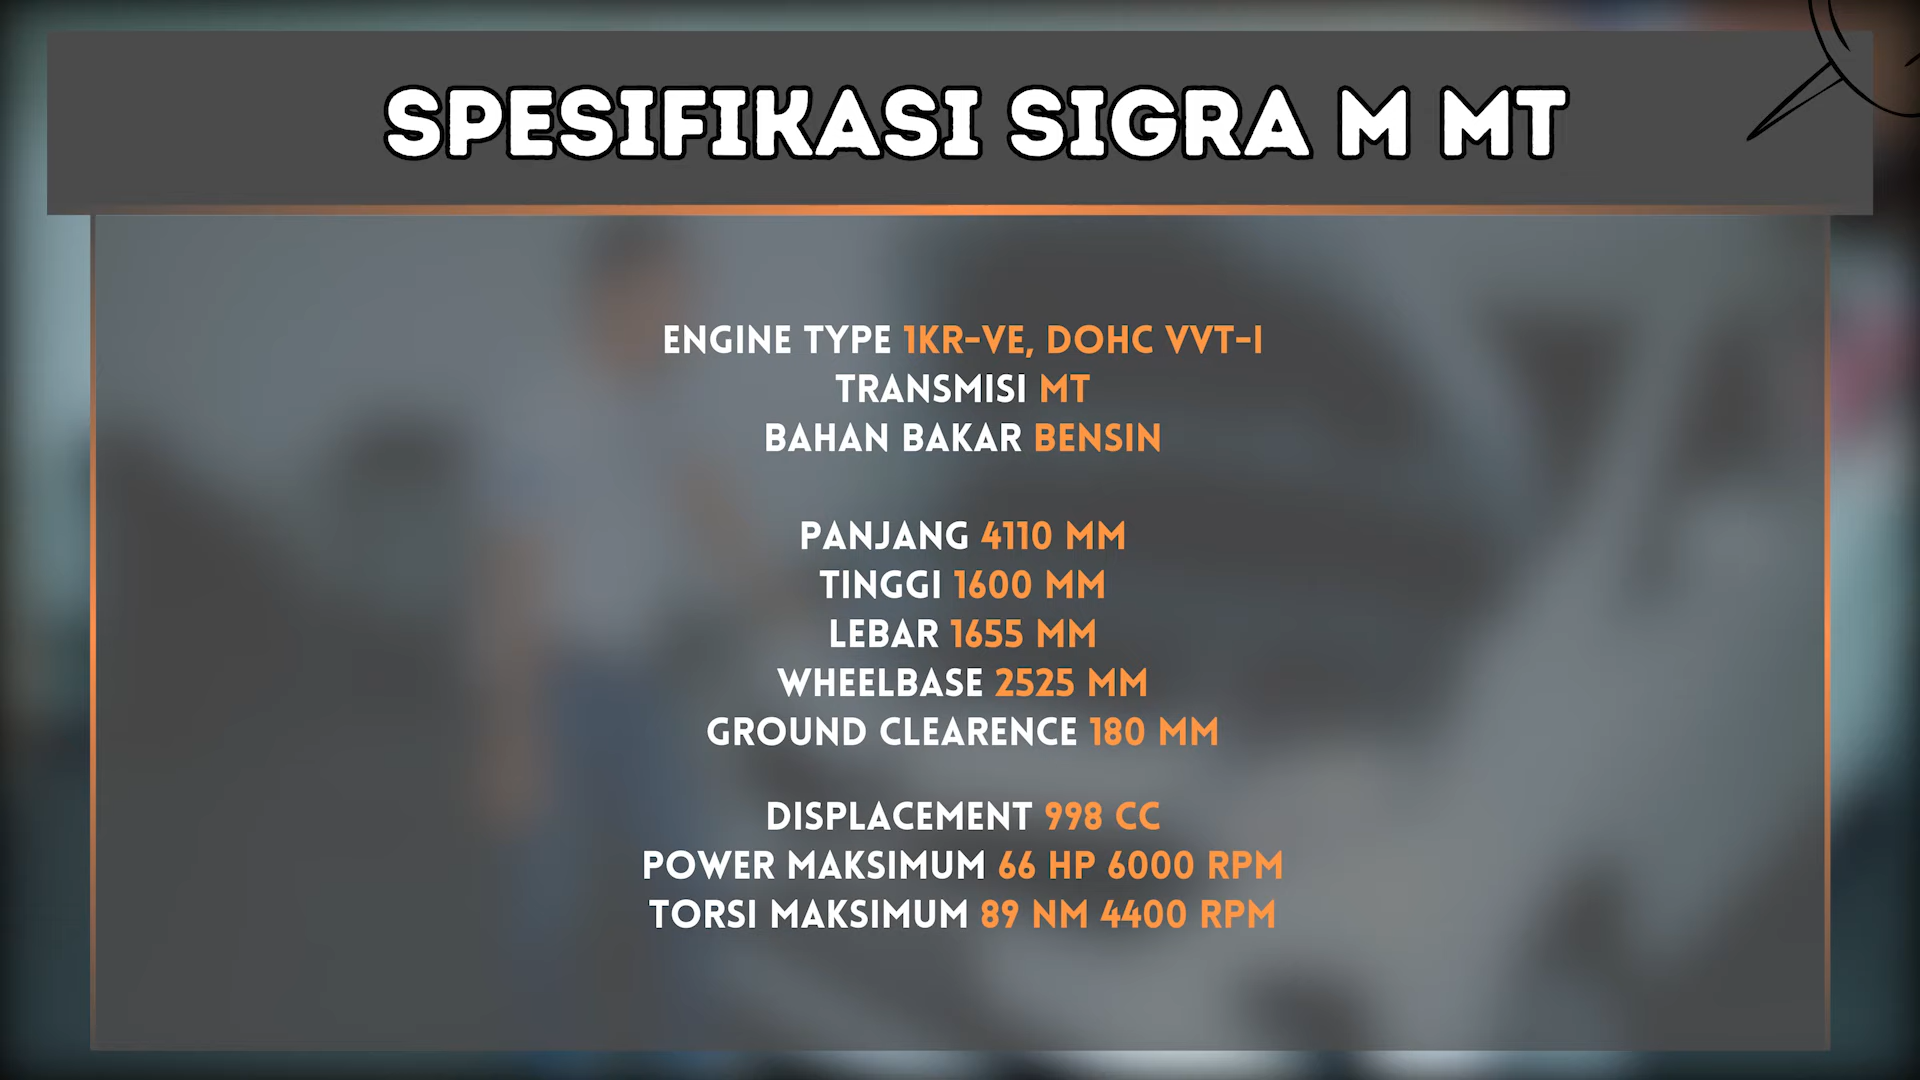 SPESIFIKASI SIGRA M MT
ENGINE TYPE 1KR-VE, DOHC VVT-I
TRANSMISI MT
BAHAN BAKAR BENSIN
PANJANG 4110 MM
TINGGI 1600 MM
LEBAR 1655 MM
WHEELBASE 2525 MM
GROUND CLEARENCE 180 MM
DISPLACEMENT 998 CC
POWER MAKSIMUM 66 HP 6000 RPM
TORSI MAKSIMUM 89 NM 4400 RPM